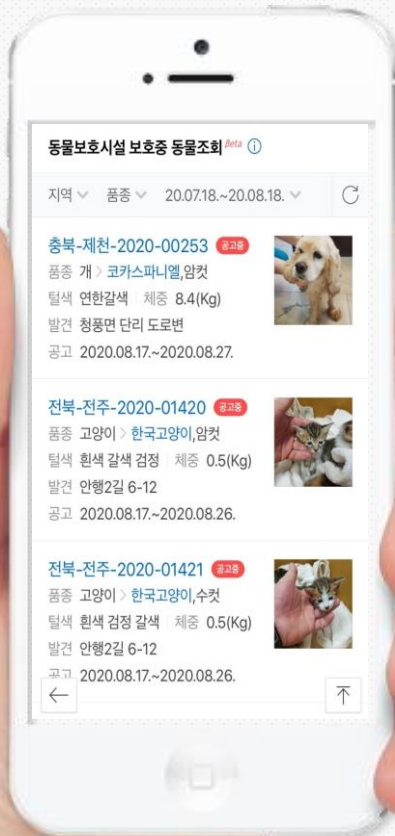 동물보호시설 보호중 동물조회 Beta
지역 품종 20.07.18.~20.08.18.
충북-제천-2020-00253 공고중
품종 개 > 코카스파니엘,암컷
털색 연한갈색 체중 8.4(Kg)
발견 청풍면 단리 도로변
공고 2020.08.17.~2020.08.27.
전북-전주-2020-01420 공고중
품종 고양이 > 한국고양이,암컷
털색 흰색 갈색 검정 체중 0.5(Kg)
발견 안행2길 6-12
공고 2020.08.17.~2020.08.26.
전북-전주-2020-01421 공고중
품종 고양이 > 한국고양이,수컷
털색 흰색 검정 갈색 체중 0.5(Kg)
발견 안행2길 6-12
공고 2020.08.17.~2020.08.26.